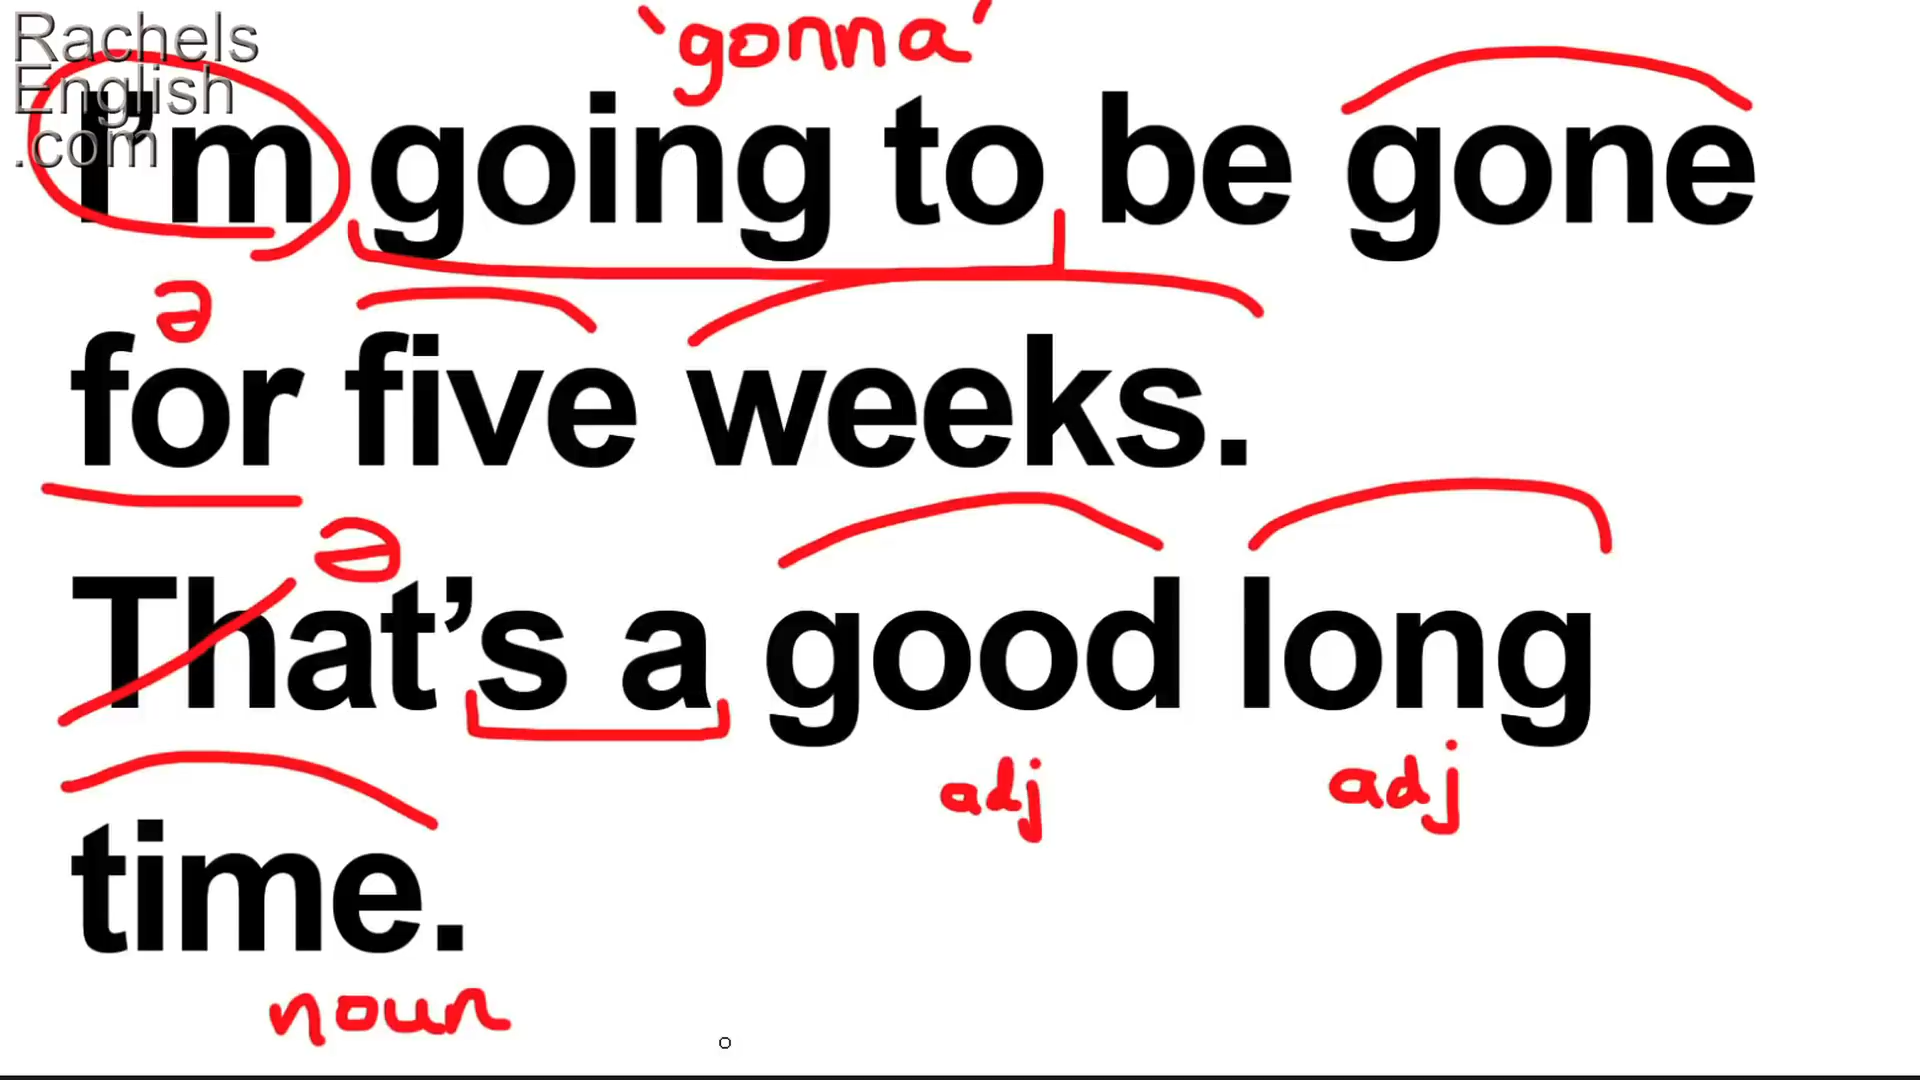 Rachels
English
.com
'gonna'
I'm going to be gone
ə
for five weeks.
ə
That's a good long
adj adj
time.
noun